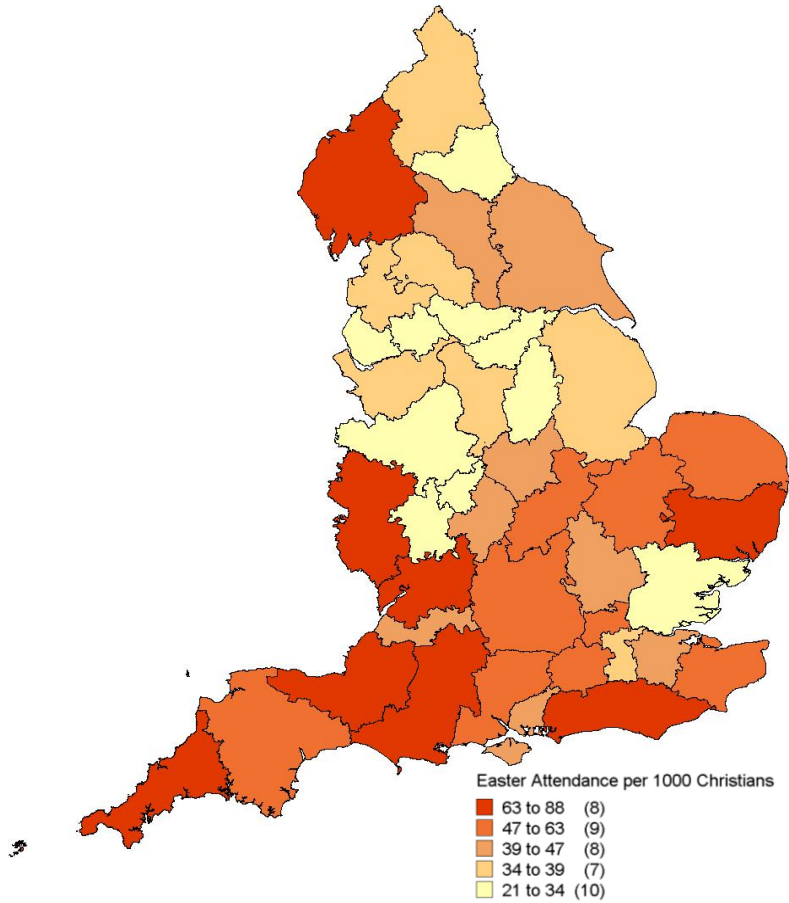 Easter Attendance per 1000 Christians
63 to 88 (8)
47 to 63 (9)
39 to 47 (8)
34 to 39 (7)
21 to 34 (10)